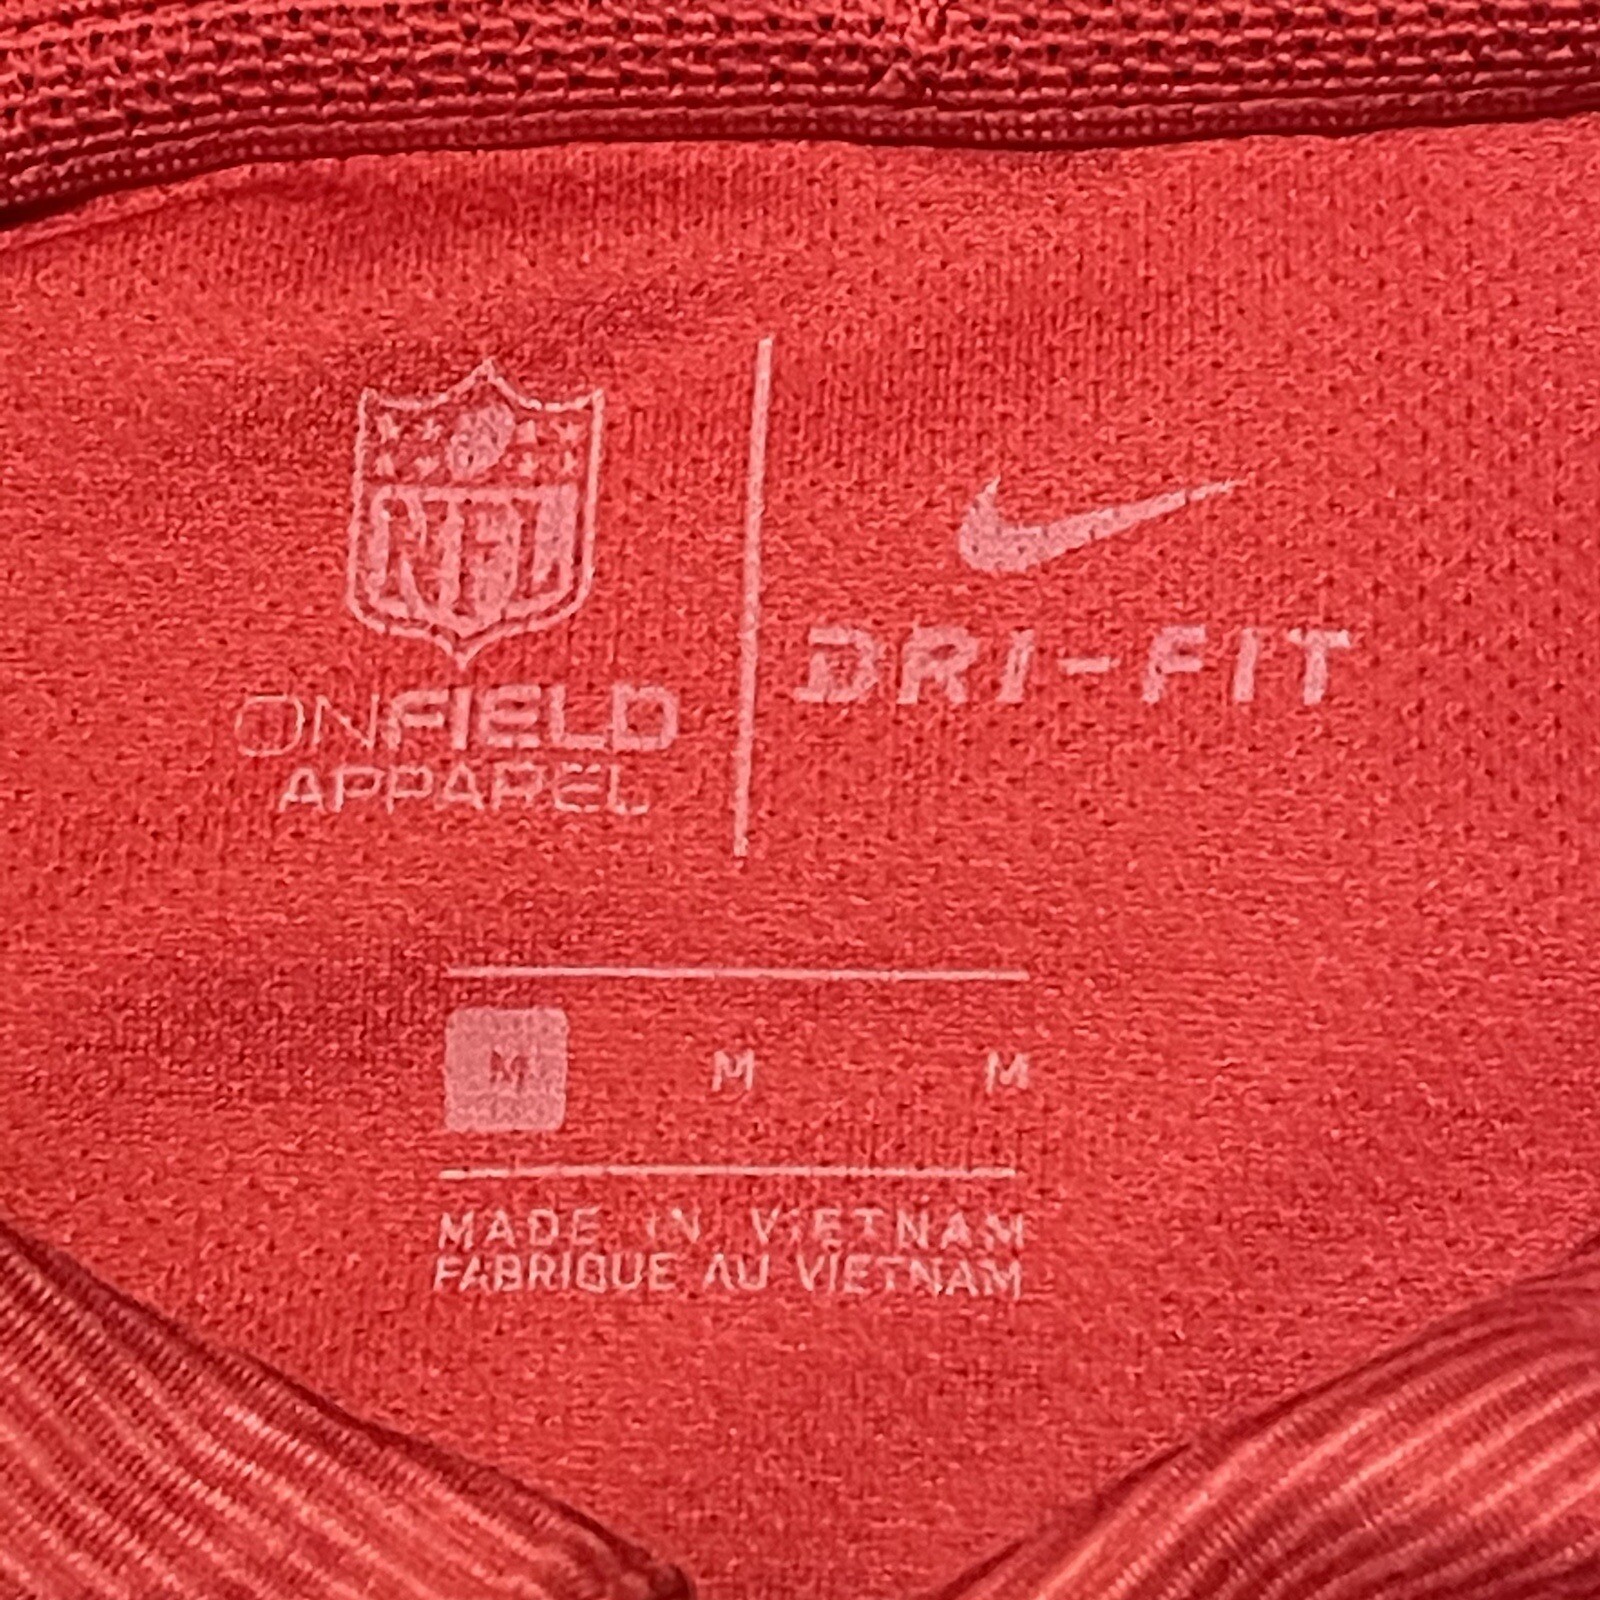 NFL
ONFIELD
APPAREL
DRI-FIT
M M M
MADE IN VIETNAM
FABRIQUE AU VIETNAM